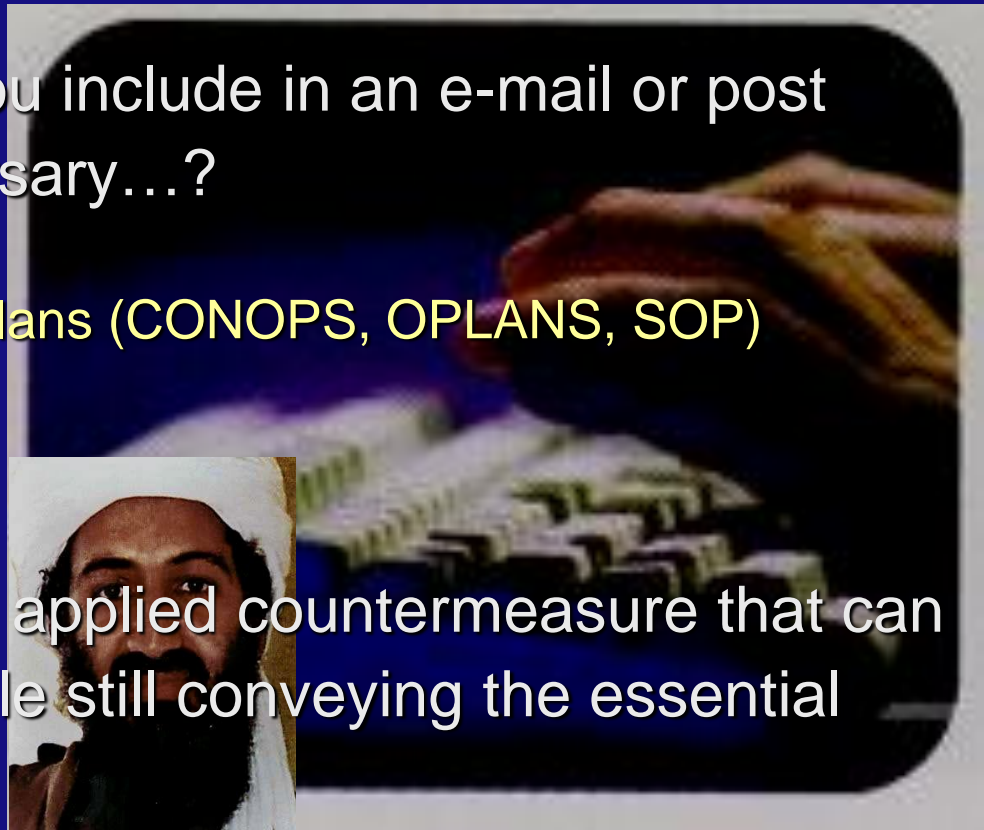 ou include in an e-mail or post
sary…?
lans (CONOPS, OPLANS, SOP)
applied countermeasure that can
le still conveying the essential